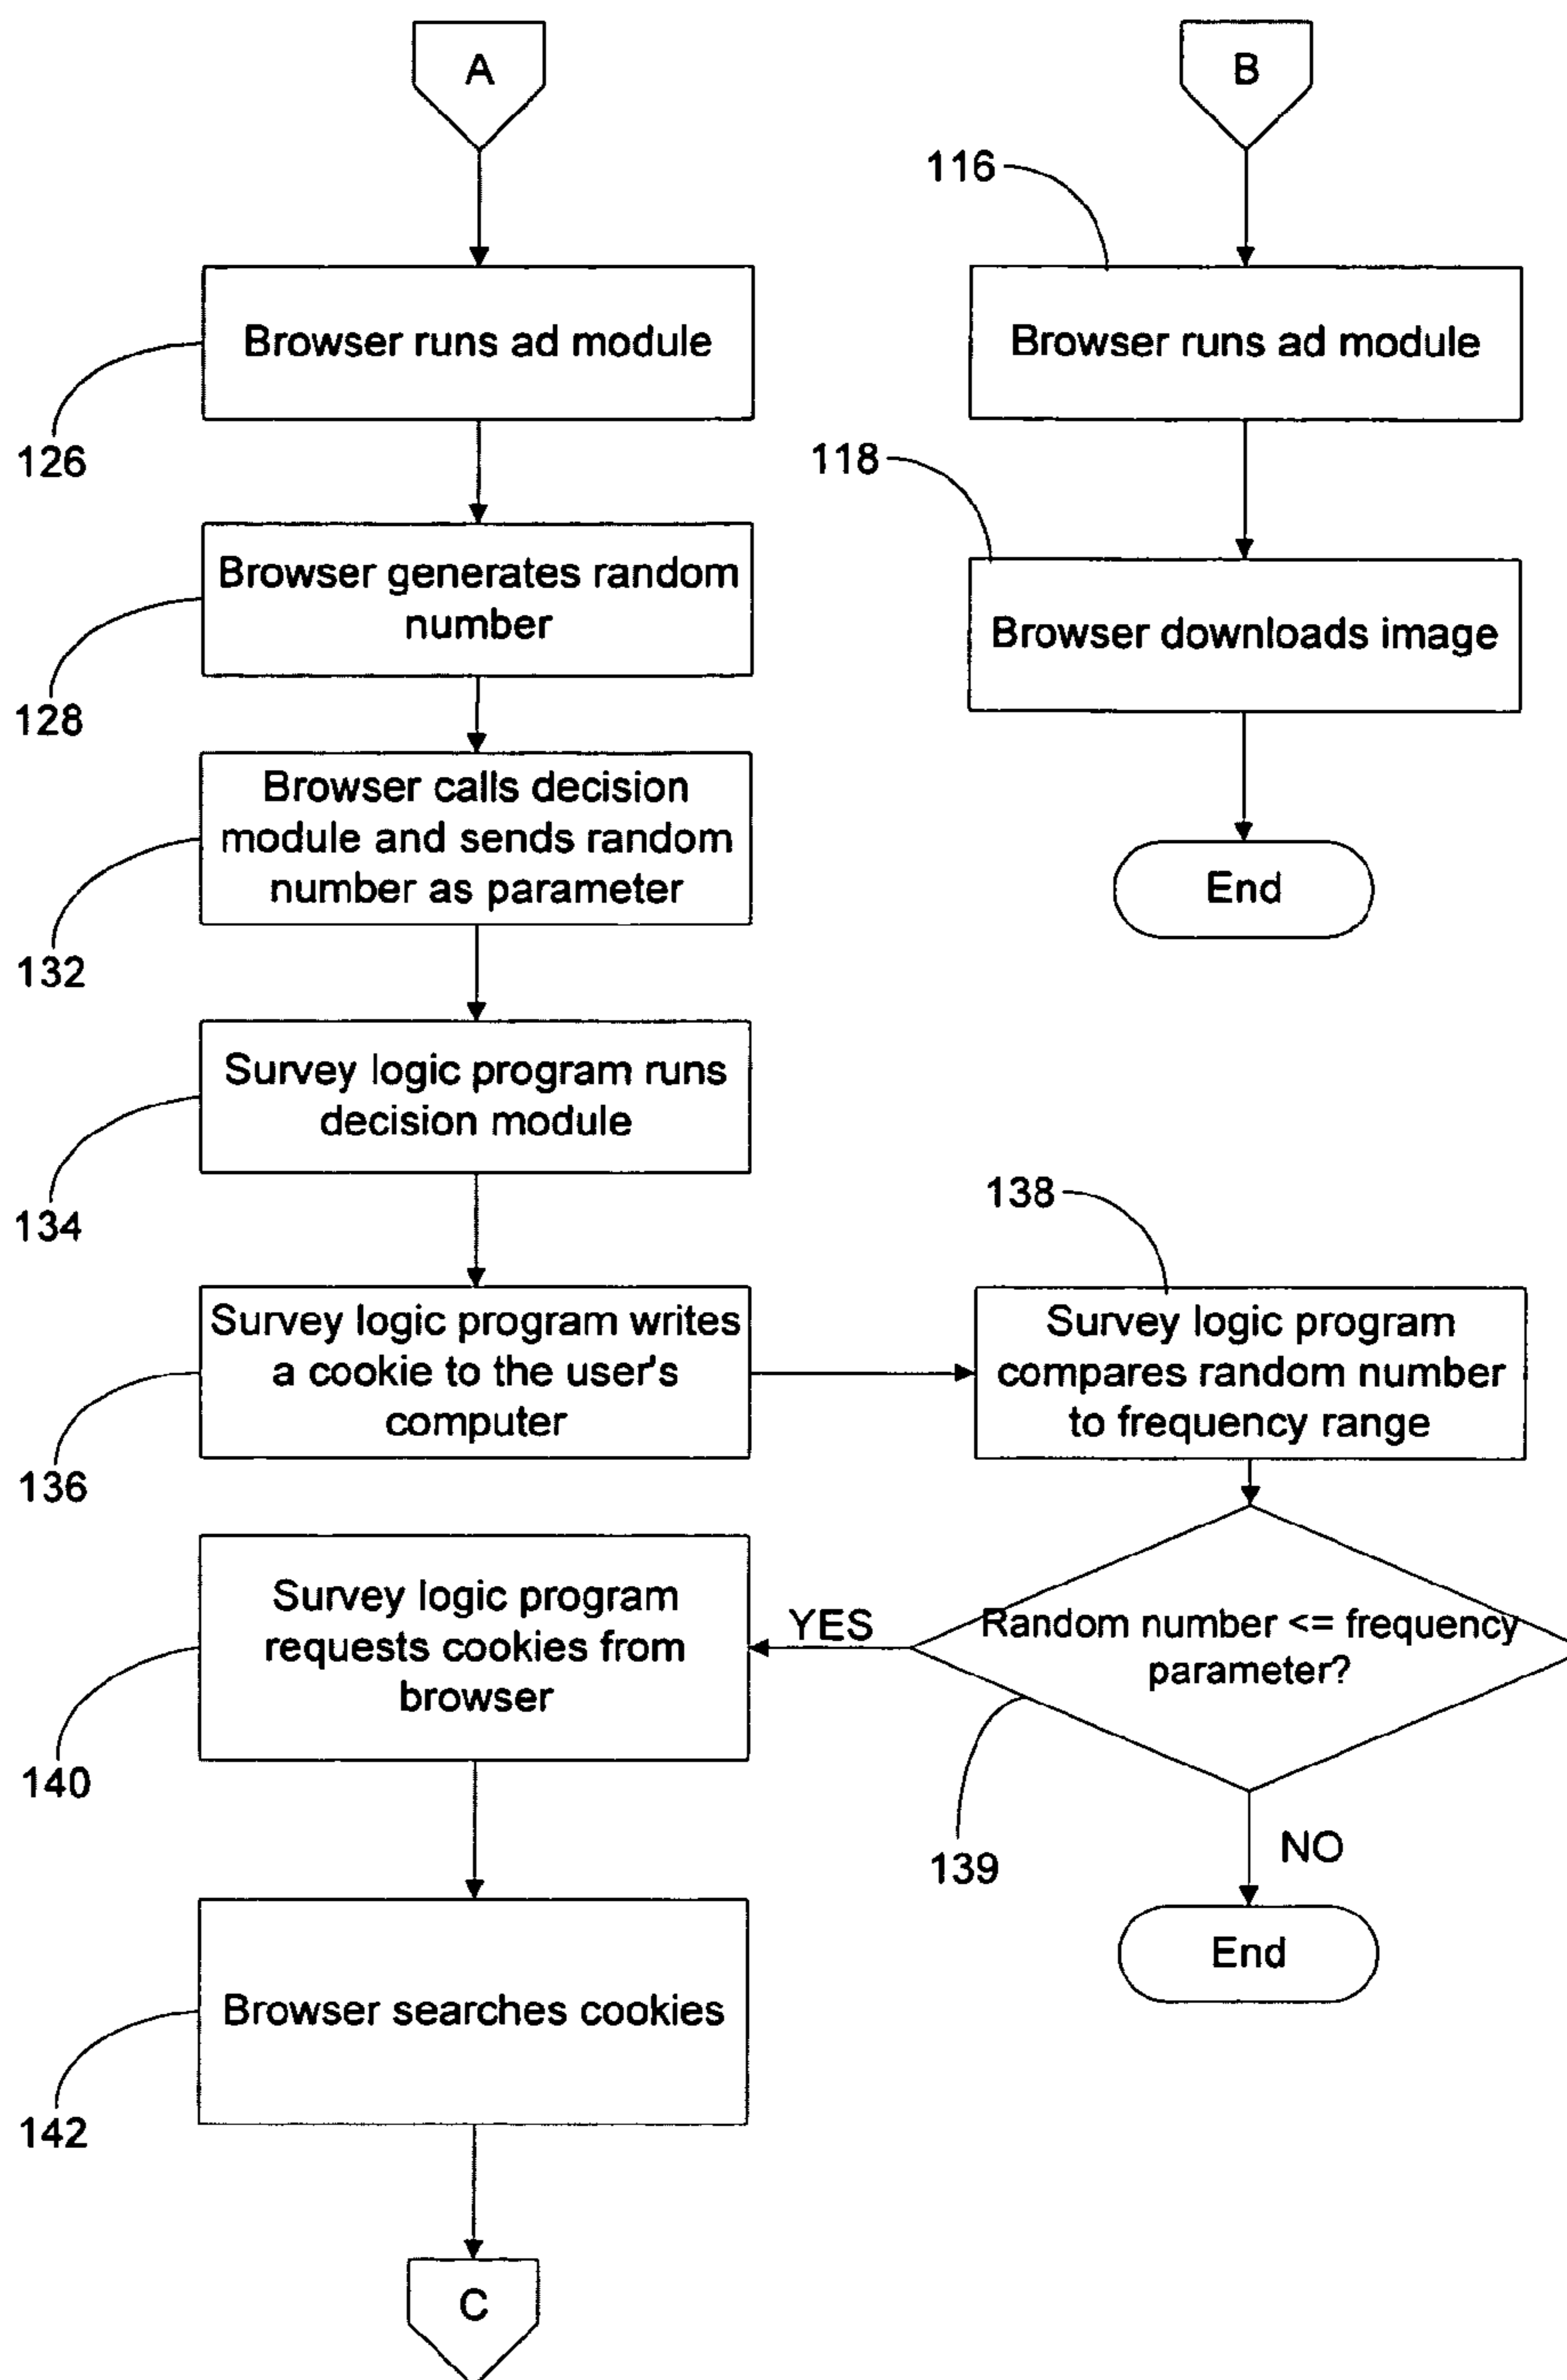 A
Browser runs ad module
126
Browser generates random
number
128
Browser calls decision
module and sends random
number as parameter
132
Survey logic program runs
decision module
134
Survey logic program writes
a cookie to the user's
computer
136
B
116
Browser runs ad module
118
Browser downloads image
End
138
Survey logic program
compares random number
to frequency range
Random number <= frequency
parameter?
139
YES
NO
End
Survey logic program
requests cookies from
browser
140
Browser searches cookies
142
C